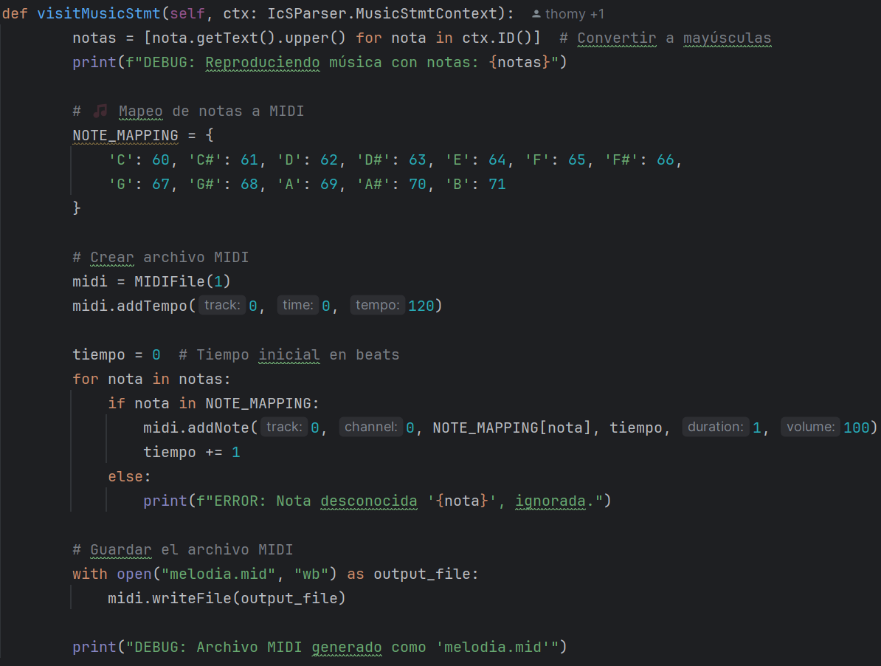 def visitMusicStmt(self, ctx: IcSParser.MusicStmtContext): thomy +1
notas = [nota.getText().upper() for nota in ctx.ID()]  # Convertir a mayúsculas
print(f"DEBUG: Reproduciendo música con notas: {notas}")
# 🎵 Mapeo de notas a MIDI
NOTE_MAPPING = {
'C': 60, 'C#': 61, 'D': 62, 'D#': 63, 'E': 64, 'F': 65, 'F#': 66,
'G': 67, 'G#': 68, 'A': 69, 'A#': 70, 'B': 71
}
# Crear archivo MIDI
midi = MIDIFile(1)
midi.addTempo( track: 0, time: 0, tempo: 120)
tiempo = 0  # Tiempo inicial en beats
for nota in notas:
if nota in NOTE_MAPPING:
midi.addNote( track: 0, channel: 0, NOTE_MAPPING[nota], tiempo, duration: 1, volume: 100)
tiempo += 1
else:
print(f"ERROR: Nota desconocida '{nota}', ignorada.")
# Guardar el archivo MIDI
with open("melodia.mid", "wb") as output_file:
midi.writeFile(output_file)
print("DEBUG: Archivo MIDI generado como 'melodia.mid'")